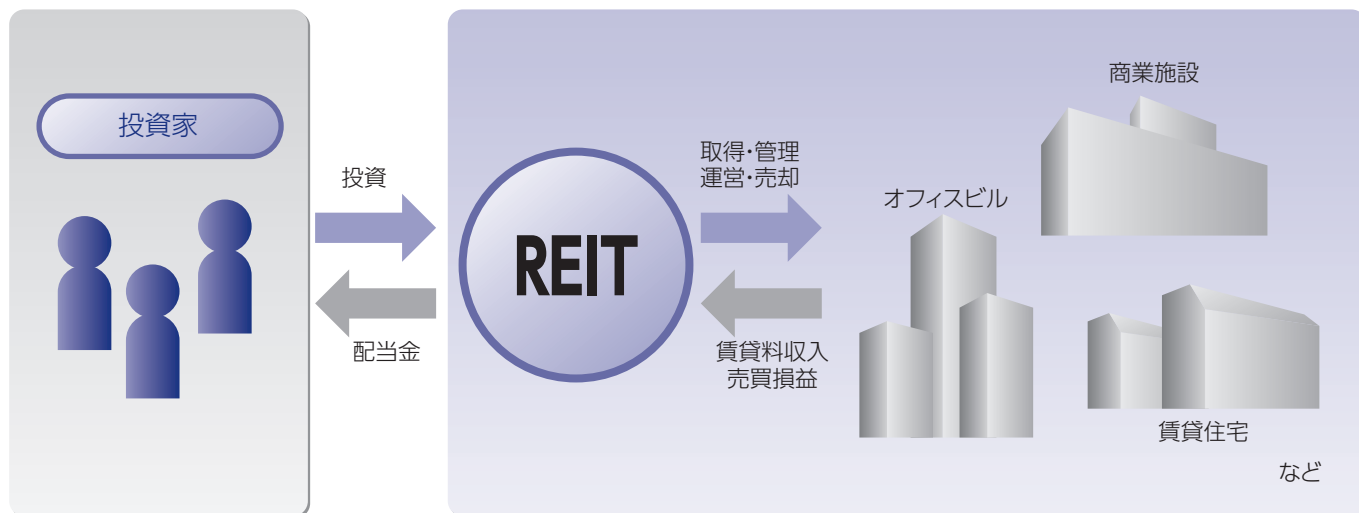 投資家
投資
配当金
REIT
取得・管理
運営・売却
賃貸料収入
売買損益
オフィスビル
商業施設
賃貸住宅
など